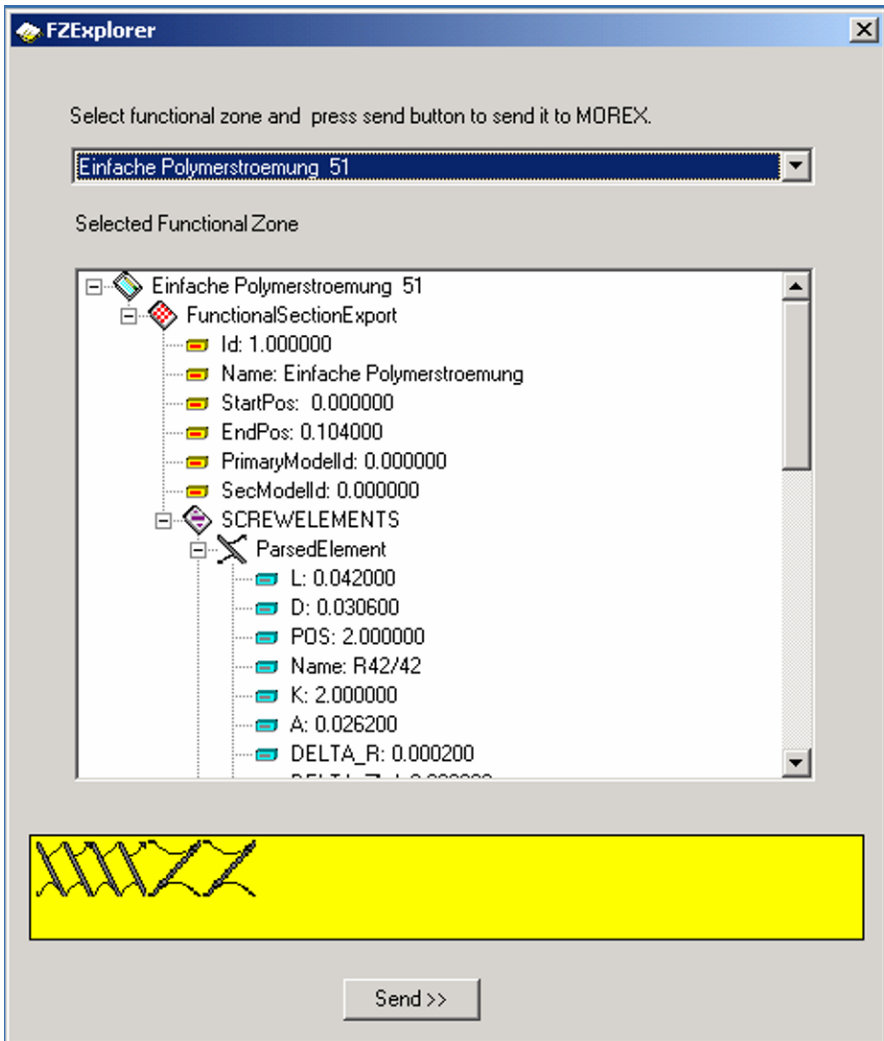 FZExplorer
Select functional zone and press send button to send it to MOREX.
Einfache Polymerstroemung 51
Selected Functional Zone
Einfache Polymerstroemung 51
FunctionalSectionExport
Id: 1.000000
Name: Einfache Polymerstroemung
StartPos: 0.000000
EndPos: 0.104000
PrimaryModelId: 0.000000
SecModelId: 0.000000
SCREWELEMENTS
ParsedElement
L: 0.042000
D: 0.030600
POS: 2.000000
Name: R42/42
K: 2.000000
A: 0.026200
DELTA_R: 0.000200
Send >>